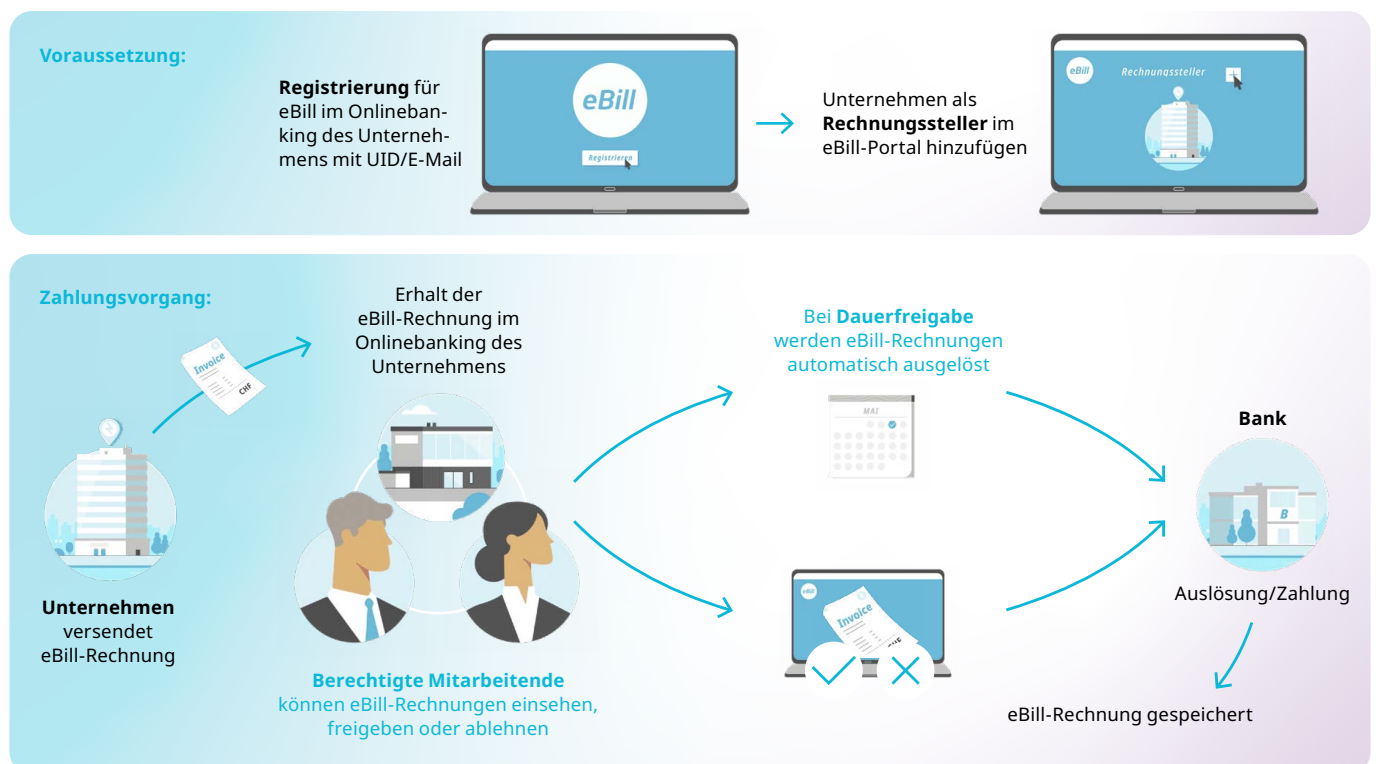 Voraussetzung:
Registrierung für
eBill im Onlineban-
king des Unterneh-
mens mit UID/E-Mail
eBill
Registrieren
Unternehmen als
Rechnungssteller im
eBill-Portal hinzufügen
eBill
Rechnungssteller
+
Zahlungsvorgang:
Invoice
CHF
Unternehmen
versendet
eBill-Rechnung
Erhalt der
eBill-Rechnung im
Onlinebanking des
Unternehmens
Berechtigte Mitarbeitende
können eBill-Rechnungen einsehen,
freigeben oder ablehnen
Bei Dauerfreigabe
werden eBill-Rechnungen
automatisch ausgelöst
MAI
eBill
Invoice
Bank
B
Auslösung/Zahlung
eBill-Rechnung gespeichert